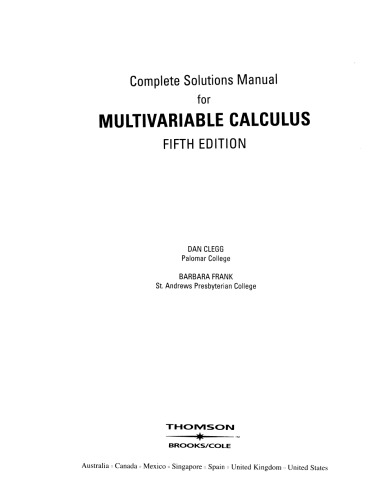 Complete Solutions Manual
for
MULTIVARIABLE CALCULUS
FIFTH EDITION
DAN CLEGG
Palomar College
BARBARA FRANK
St. Andrews Presbyterian College
THOMSON
BROOKS/COLE
Australia · Canada · Mexico · Singapore · Spain · United Kingdom · United States